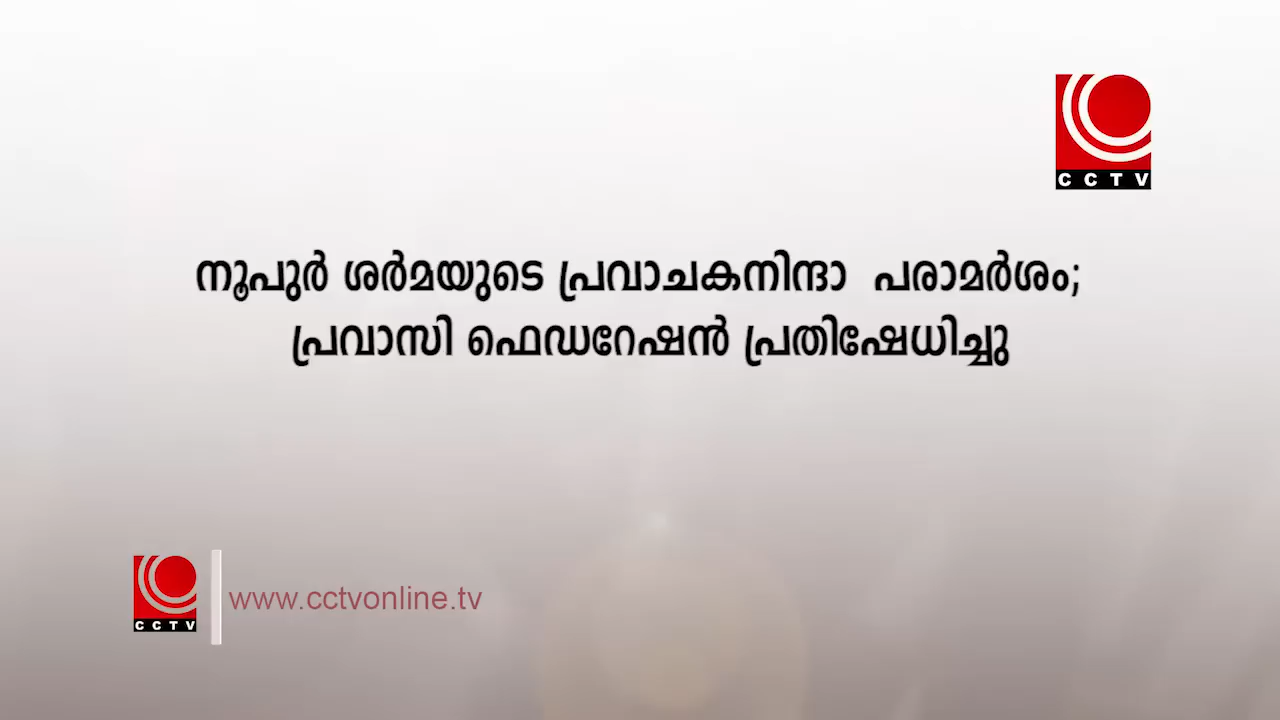 CCTV
നൂപുർ ശർമയുടെ പ്രവാചകനിന്ദാ പരാമർശം;
പ്രവാസി ഫെഡറേഷൻ പ്രതിഷേധിച്ചു
CCTV
www.cctvonline.tv